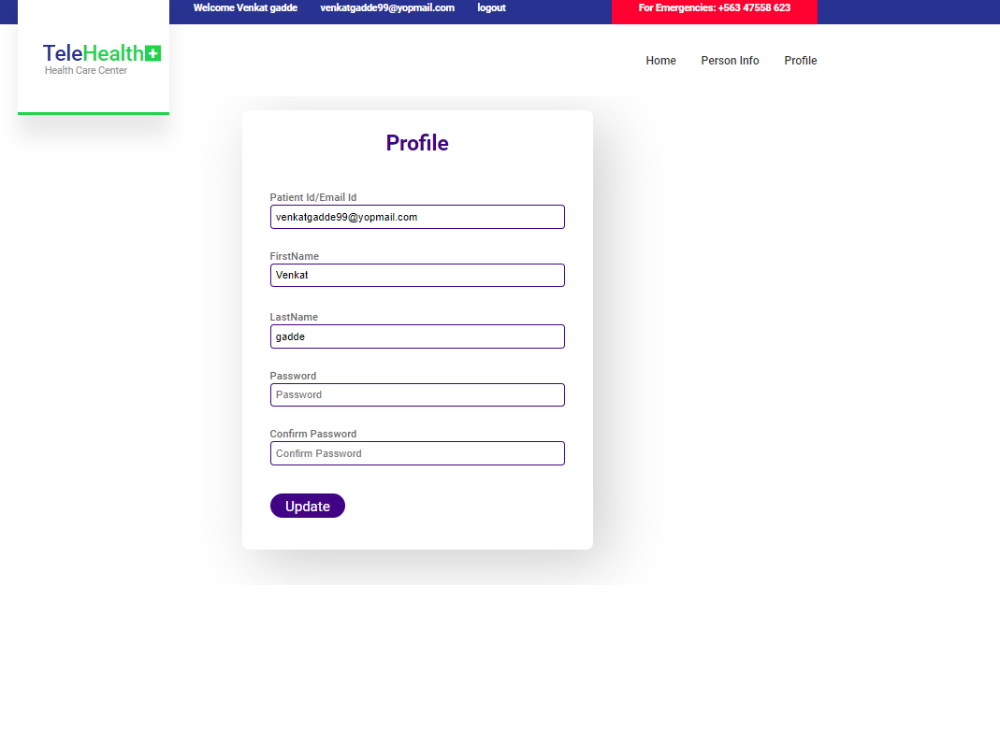 Welcome Venkat gadde venkatgadde99@yopmail.com logout For Emergencies: +563 47558 623
TeleHealth
Health Care Center
Home Person Info Profile
Profile
Patient Id/Email Id
venkatgadde99@yopmail.com
FirstName
Venkat
LastName
gadde
Password
Password
Confirm Password
Confirm Password
Update